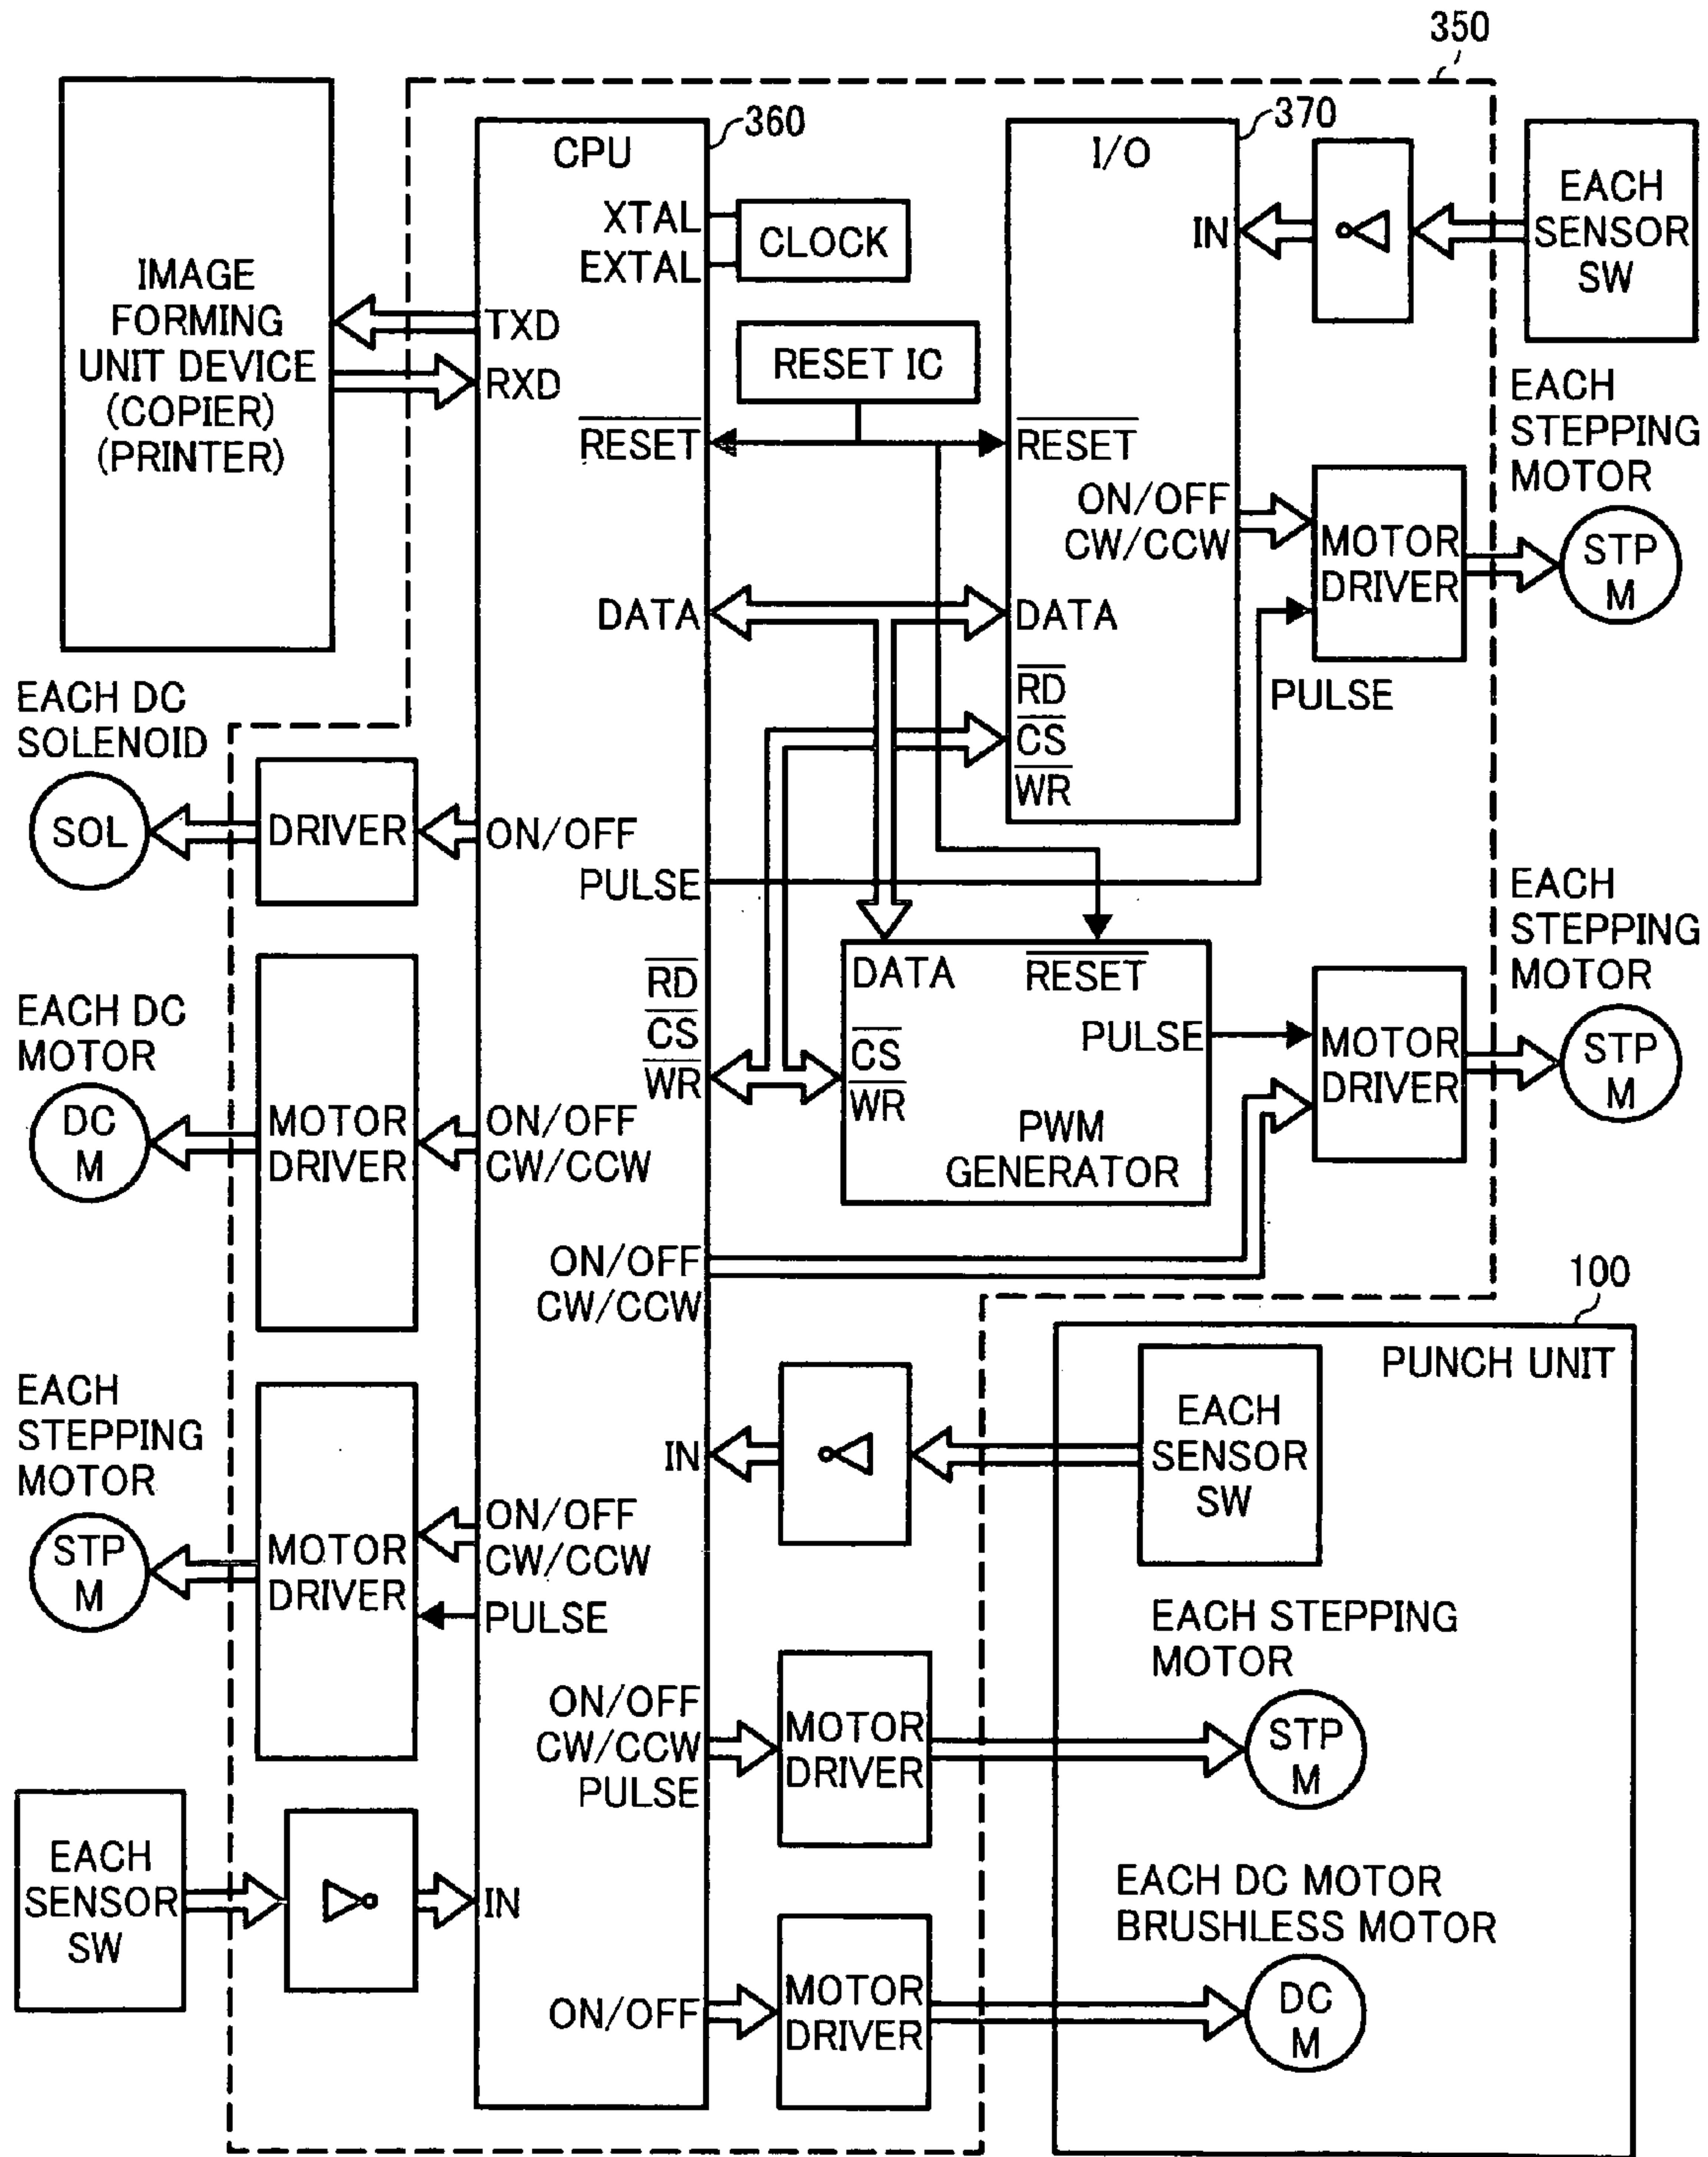 350
IMAGE
FORMING
UNIT DEVICE
(COPIER)
(PRINTER)
360
CPU
XTAL
EXTAL
CLOCK
TXD
RXD
RESET IC
RESET
DATA
370
I/O
IN
RESET
ON/OFF
CW/CCW
DATA
RD
CS
WR
EACH
SENSOR
SW
EACH
STEPPING
MOTOR
MOTOR
DRIVER
STP
M
PULSE
EACH DC
SOLENOID
SOL
DRIVER
ON/OFF
PULSE
RD
CS
WR
DATA
RESET
PULSE
CS
WR
PWM
GENERATOR
EACH
STEPPING
MOTOR
MOTOR
DRIVER
STP
M
EACH DC
MOTOR
DC
M
MOTOR
DRIVER
ON/OFF
CW/CCW
ON/OFF
CW/CCW
100
PUNCH UNIT
IN
EACH
SENSOR
SW
EACH
STEPPING
MOTOR
STP
M
MOTOR
DRIVER
ON/OFF
CW/CCW
PULSE
ON/OFF
CW/CCW
PULSE
MOTOR
DRIVER
EACH STEPPING
MOTOR
STP
M
EACH
SENSOR
SW
IN
ON/OFF
MOTOR
DRIVER
EACH DC MOTOR
BRUSHLESS MOTOR
DC
M